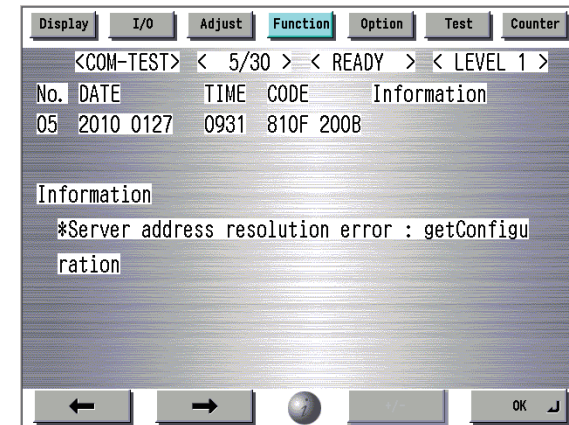 Display I/O Adjust Function Option Test Counter
<COM-TEST> < 5/30 > < READY > < LEVEL 1 >
No. DATE TIME CODE Information
05 2010 0127 0931 810F 200B
Information
*Server address resolution error : getConfigu
ration
+/- OK